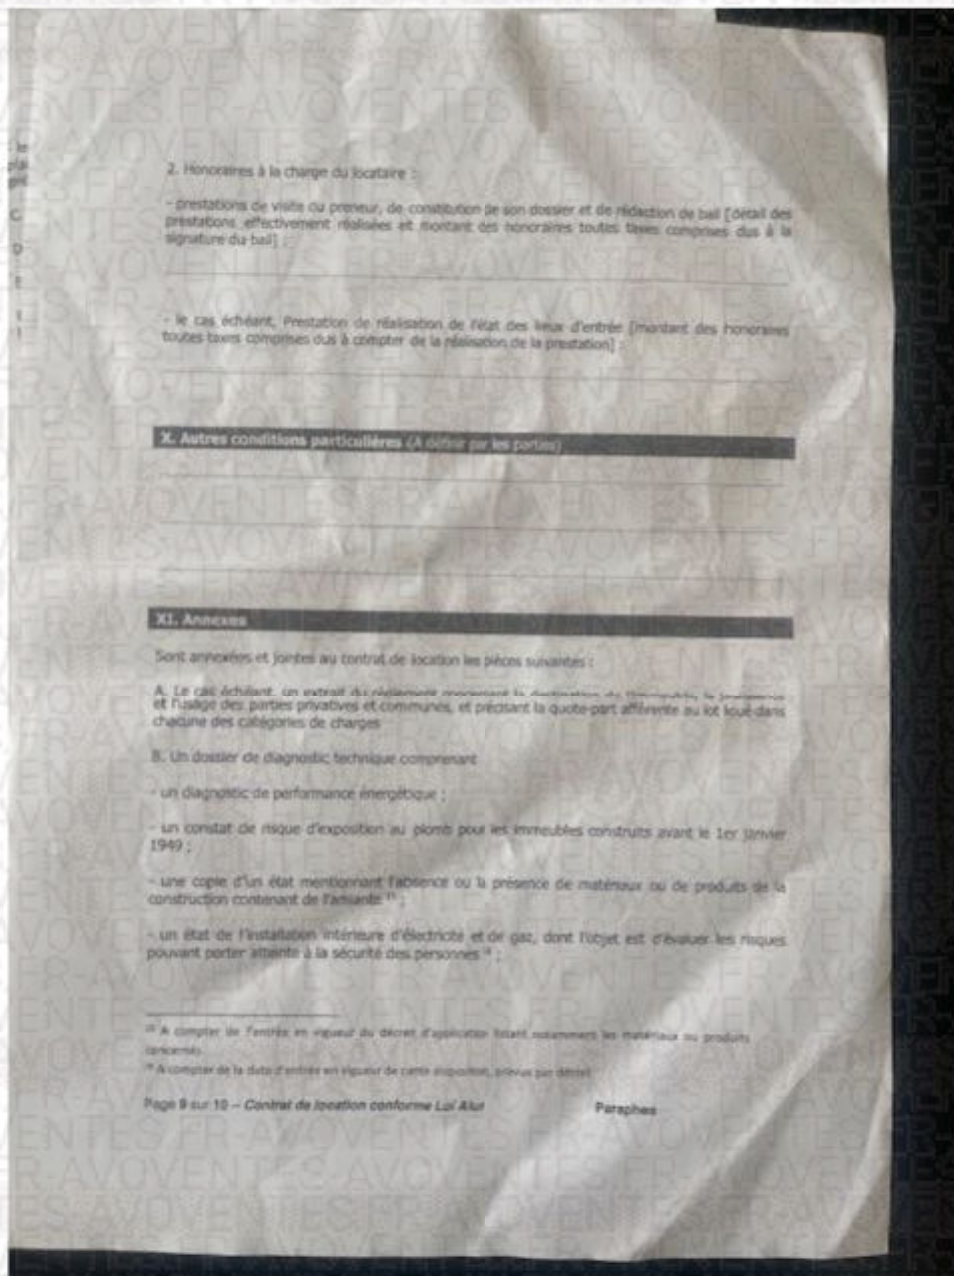 2. Honoraires à la charge du locataire :
- prestations de visite du preneur, de constitution de son dossier et de rédaction de bail [détail des
prestations effectivement réalisées et montant des honoraires toutes taxes comprises dus à la
signature du bail] :
- le cas échéant, Prestation de réalisation de l'état des lieux d'entrée [montant des honoraires
toutes taxes comprises dus à compter de la réalisation de la prestation] :
X. Autres conditions particulières (A définir par les parties)
XI. Annexes
Sont annexées et jointes au contrat de location les pièces suivantes :
A. Le cas échéant, un extrait du règlement concernant la destination de l'immeuble, la jouissance
et l'usage des parties privatives et communes, et précisant la quote-part afférente au lot loué dans
chacune des catégories de charges
B. Un dossier de diagnostic technique comprenant
- un diagnostic de performance énergétique ;
- un constat de risque d'exposition au plomb pour les immeubles construits avant le 1er janvier
1949 ;
- une copie d'un état mentionnant l'absence ou la présence de matériaux ou de produits de la
construction contenant de l'amiante ;
- un état de l'installation intérieure d'électricité et de gaz, dont l'objet est d'évaluer les risques
pouvant porter atteinte à la sécurité des personnes ;
A compter de l'entrée en vigueur du décret d'application listant notamment les matériaux ou produits
concernés
A compter de la date d'entrée en vigueur de cette disposition, prévue par décret
Page 9 sur 10 – Contrat de location conforme Loi Alur
Paraphes